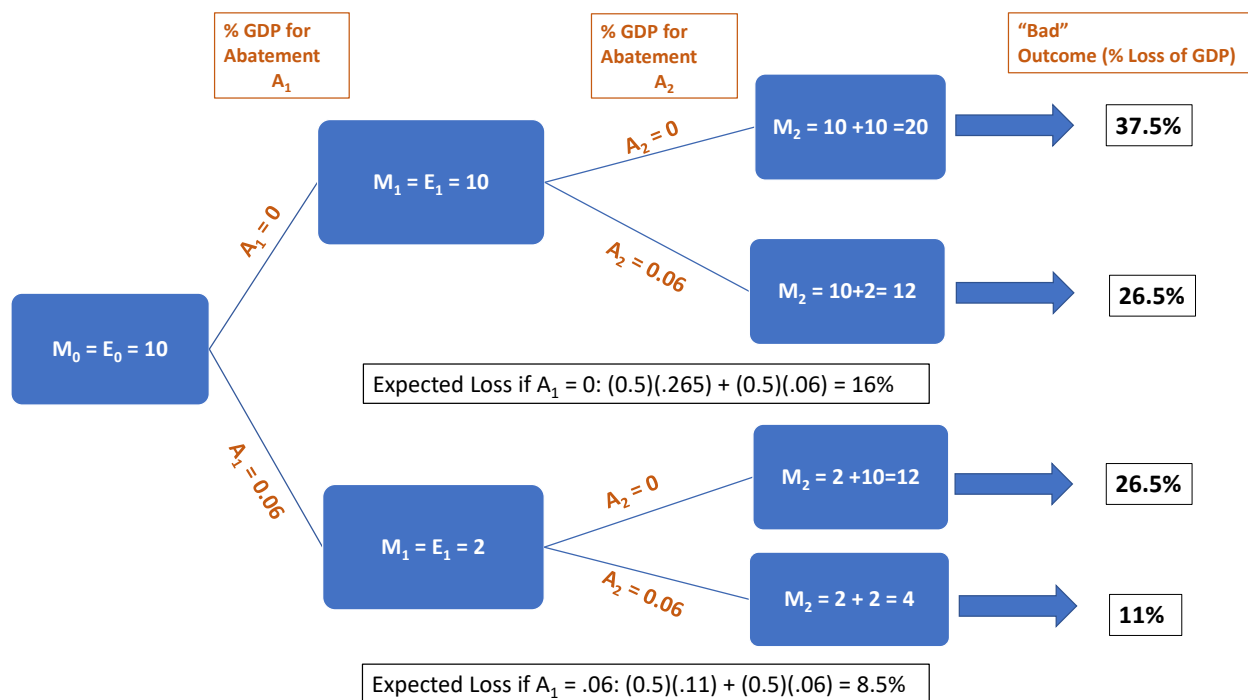 % GDP for
Abatement
A₁
% GDP for
Abatement
A₂
“Bad”
Outcome (% Loss of GDP)
A₂ = 0
M₂ = 10 +10 =20
37.5%
M₁ = E₁ = 10
A₁ = 0
A₂ = 0.06
M₂ = 10+2= 12
26.5%
M₀ = E₀ = 10
Expected Loss if A₁ = 0: (0.5)(.265) + (0.5)(.06) = 16%
A₁ = 0.06
A₂ = 0
M₂ = 2 +10=12
26.5%
M₁ = E₁ = 2
A₂ = 0.06
M₂ = 2 + 2 = 4
11%
Expected Loss if A₁ = .06: (0.5)(.11) + (0.5)(.06) = 8.5%